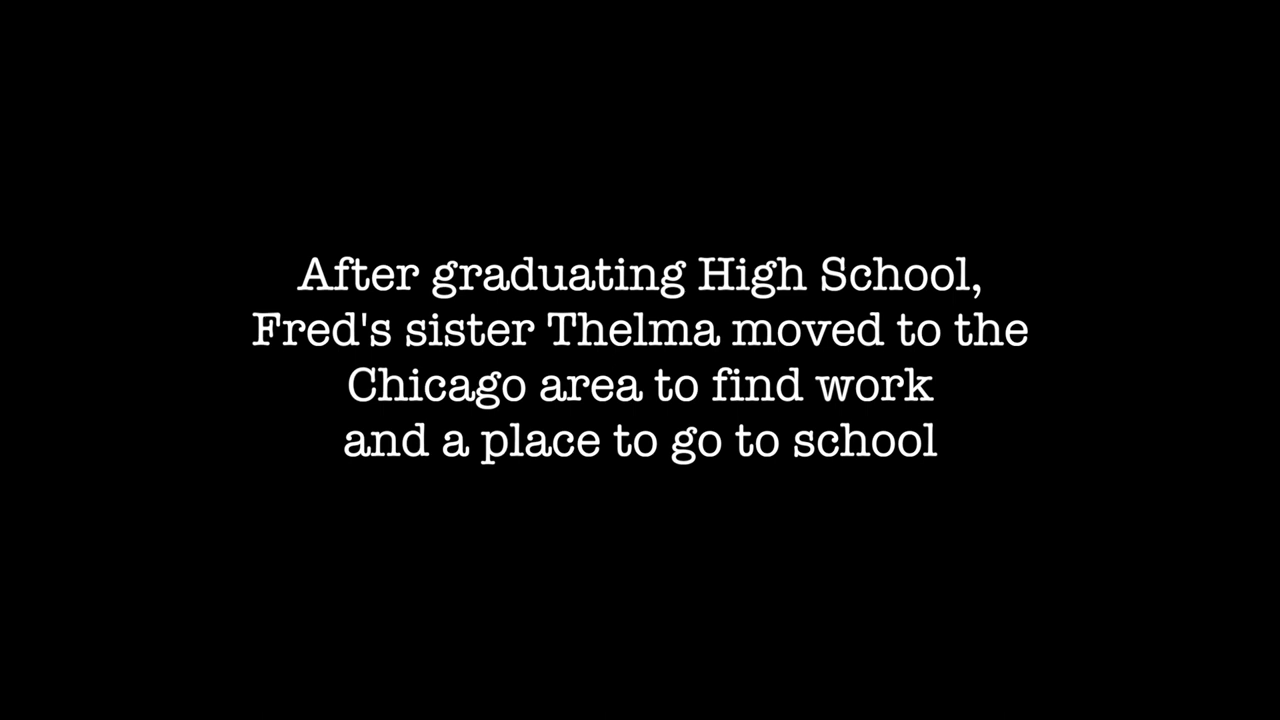 After graduating High School,
Fred's sister Thelma moved to the
Chicago area to find work
and a place to go to school